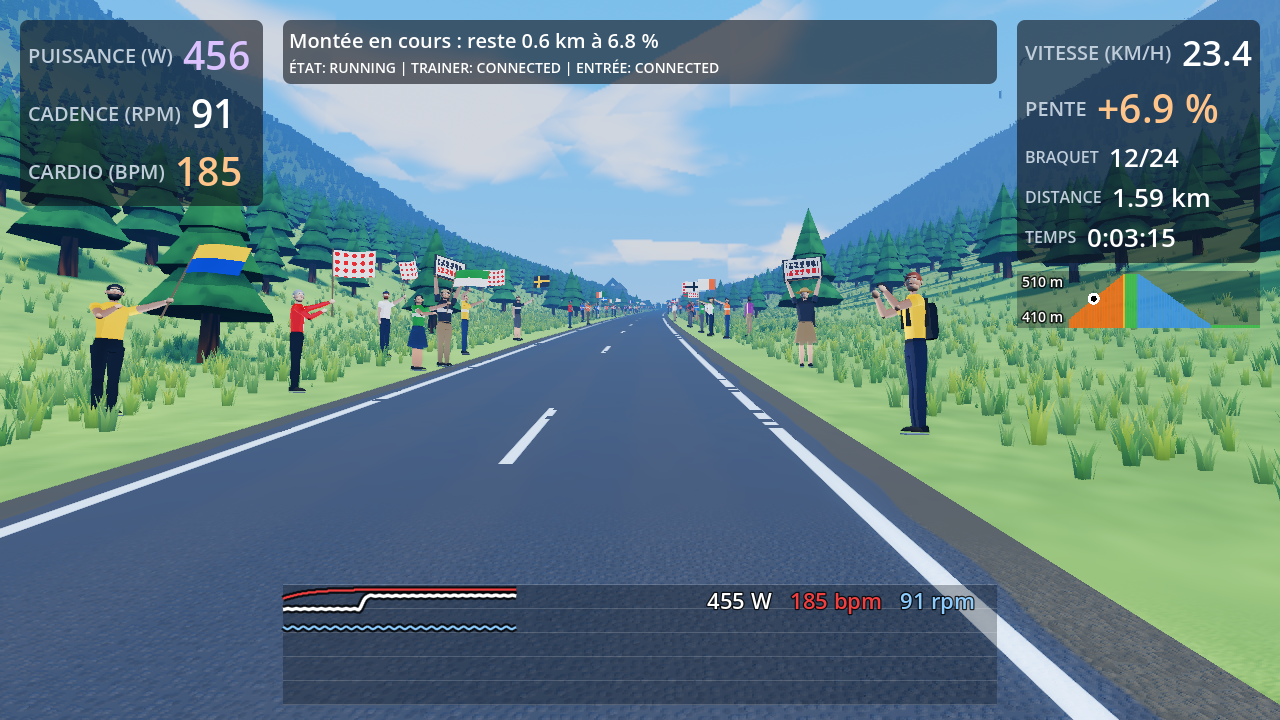 PUISSANCE (W) 456
CADENCE (RPM) 91
CARDIO (BPM) 185
Montée en cours : reste 0.6 km à 6.8 %
ÉTAT: RUNNING | TRAINER: CONNECTED | ENTRÉE: CONNECTED
VITESSE (KM/H) 23.4
PENTE +6.9 %
BRAQUET 12/24
DISTANCE 1.59 km
TEMPS 0:03:15
510 m
410 m
455 W 185 bpm 91 rpm